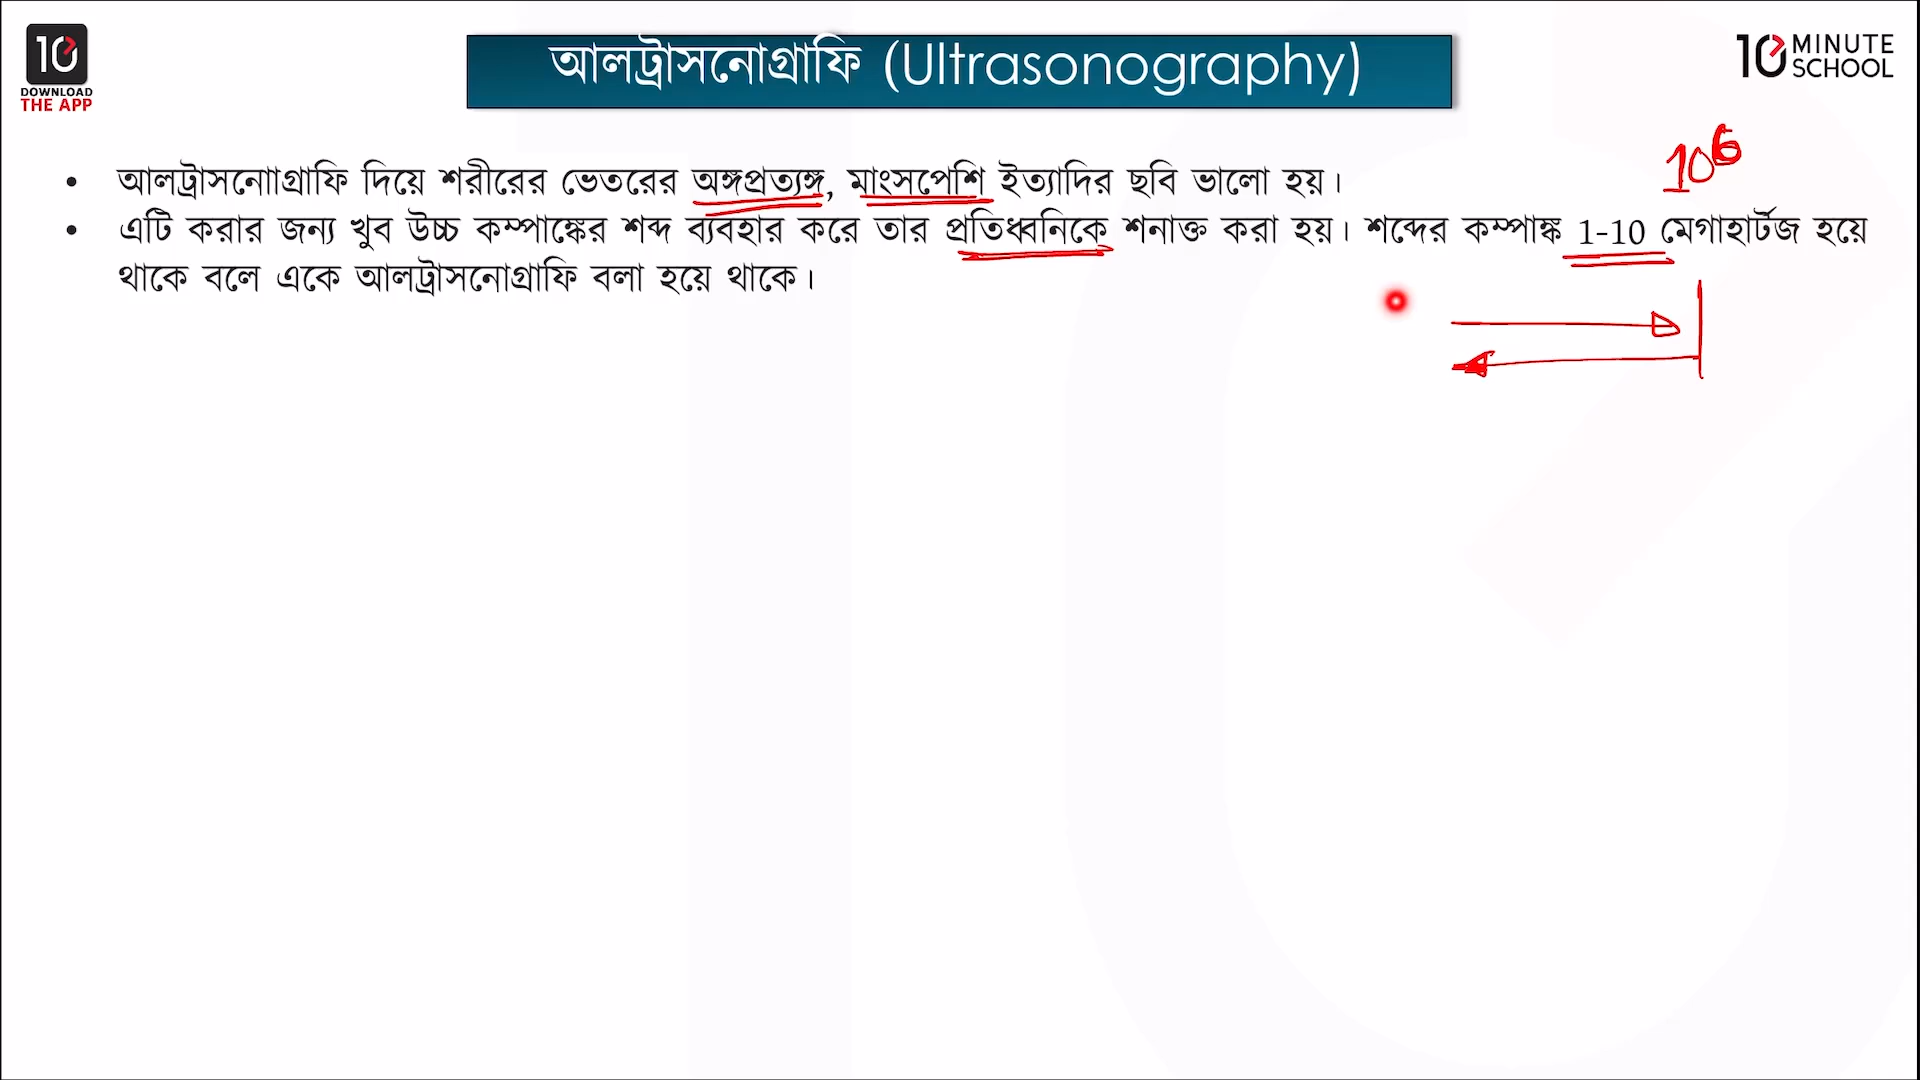 10
DOWNLOAD
THE APP
আলট্রাসনোগ্রাফি (Ultrasonography)
10 MINUTE
SCHOOL
10⁶
• আলট্রাসনোাগ্রাফি দিয়ে শরীরের ভেতরের অঙ্গপ্রত্যঙ্গ, মাংসপেশি ইত্যাদির ছবি ভালো হয়।
• এটি করার জন্য খুব উচ্চ কম্পাঙ্কের শব্দ ব্যবহার করে তার প্রতিধ্বনিকে শনাক্ত করা হয়। শব্দের কম্পাঙ্ক 1-10 মেগাহার্টজ হয়ে
থাকে বলে একে আলট্রাসনোগ্রাফি বলা হয়ে থাকে।